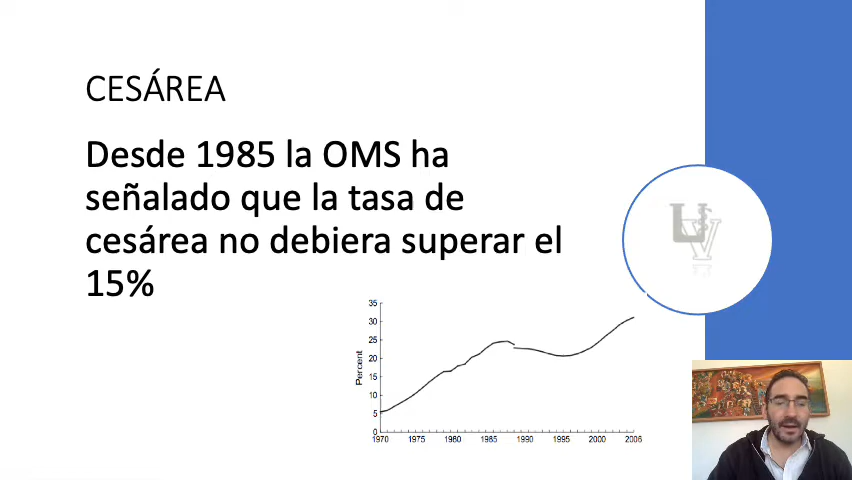 CESÁREA
Desde 1985 la OMS ha
señalado que la tasa de
cesárea no debiera superar el
15%
35
30
25
20
15
10
5
0
Percent
1970 1975 1980 1985 1990 1995 2000 2006
UV